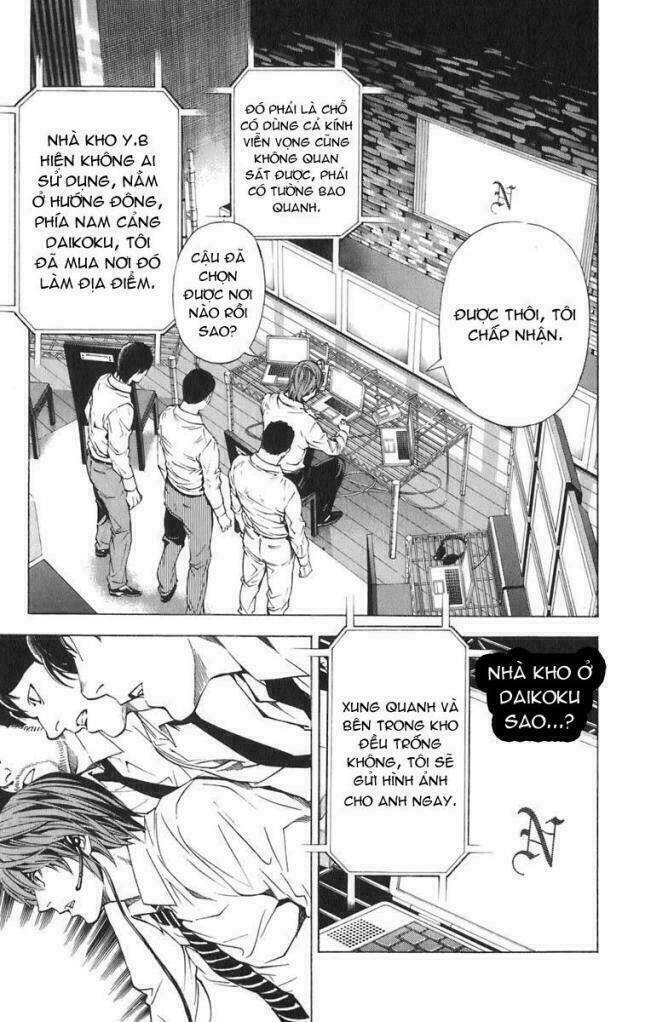 N
ĐƯỢC THÔI, TÔI
CHẤP NHẬN.
CẬU ĐÃ
CHỌN
ĐƯỢC NƠI
NÀO RỒI
SAO?
ĐÓ PHẢI LÀ CHỖ
CÓ DÙNG CẢ KÍNH
VIỄN VỌNG CŨNG
KHÔNG QUAN
SÁT ĐƯỢC, PHẢI
CÓ TƯỜNG BAO
QUANH.
NHÀ KHO Y.B
HIỆN KHÔNG AI
SỬ DỤNG, NẰM
Ở HƯỚNG ĐÔNG,
PHÍA NAM CẢNG
DAIKOKU, TÔI
ĐÃ MUA NƠI ĐÓ
LÀM ĐỊA ĐIỂM.
NHÀ KHO Ở
DAIKOKU
SAO...?
N
XUNG QUANH VÀ
BÊN TRONG KHO
ĐỀU TRỐNG
KHÔNG, TÔI SẼ
GỬI HÌNH ẢNH
CHO ANH NGAY.